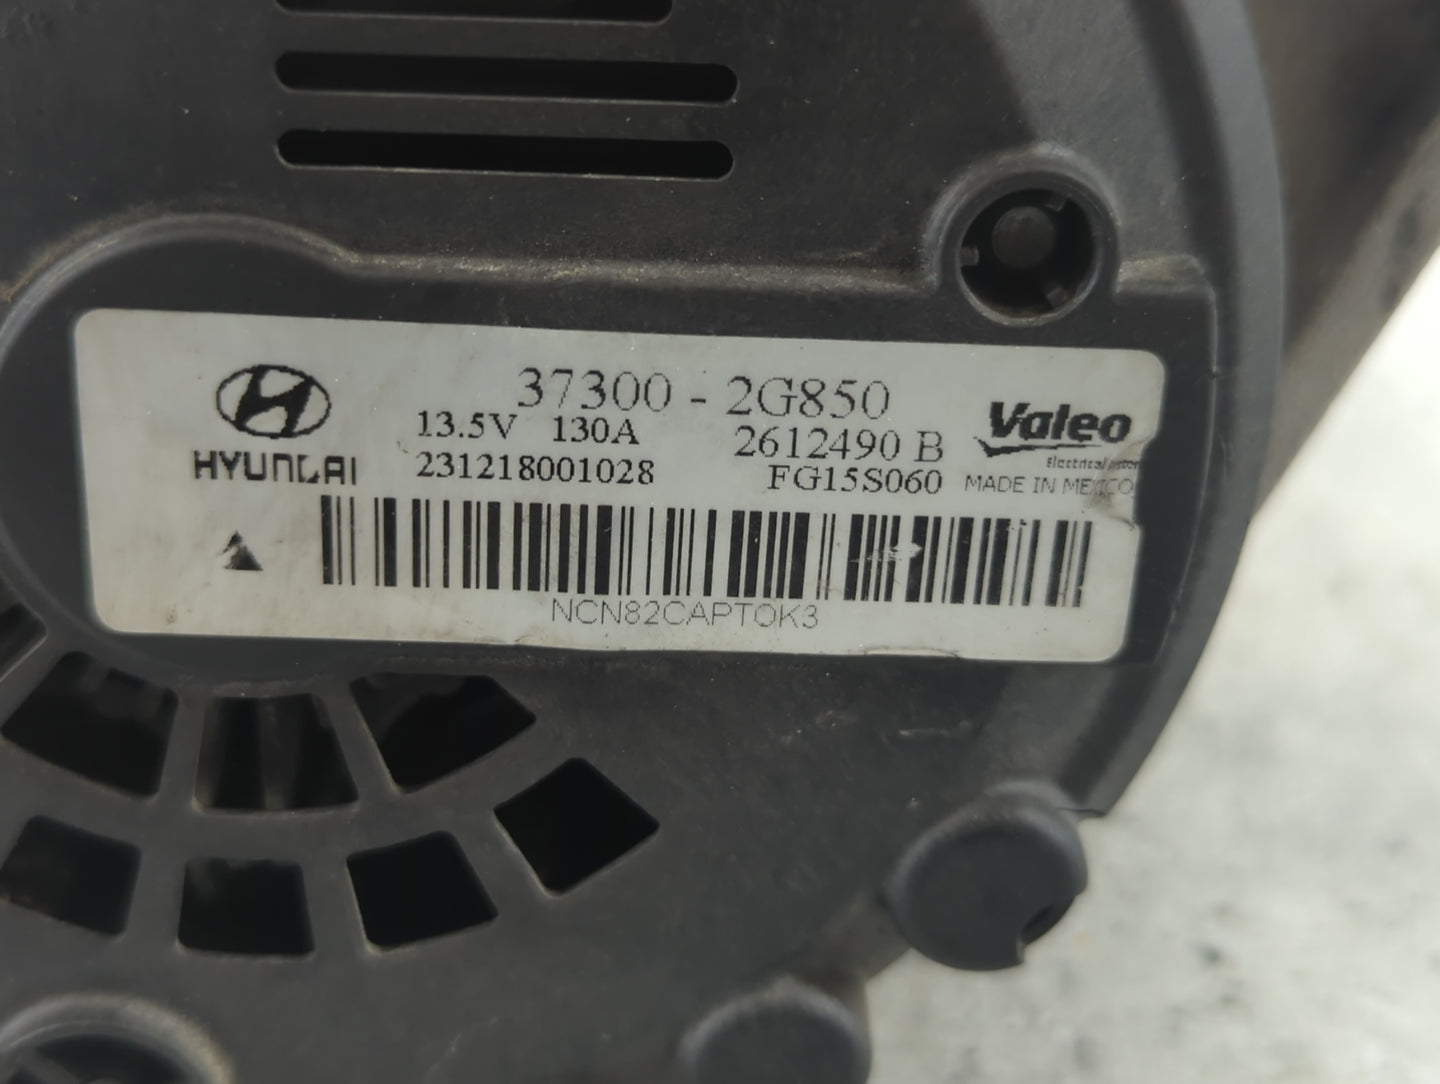 37300 - 2G850
HYUNDAI
13.5V 130A
2612490 B
231218001028
FG15S060
Valeo
MADE IN MEXICO
NCN82CAPTOK3